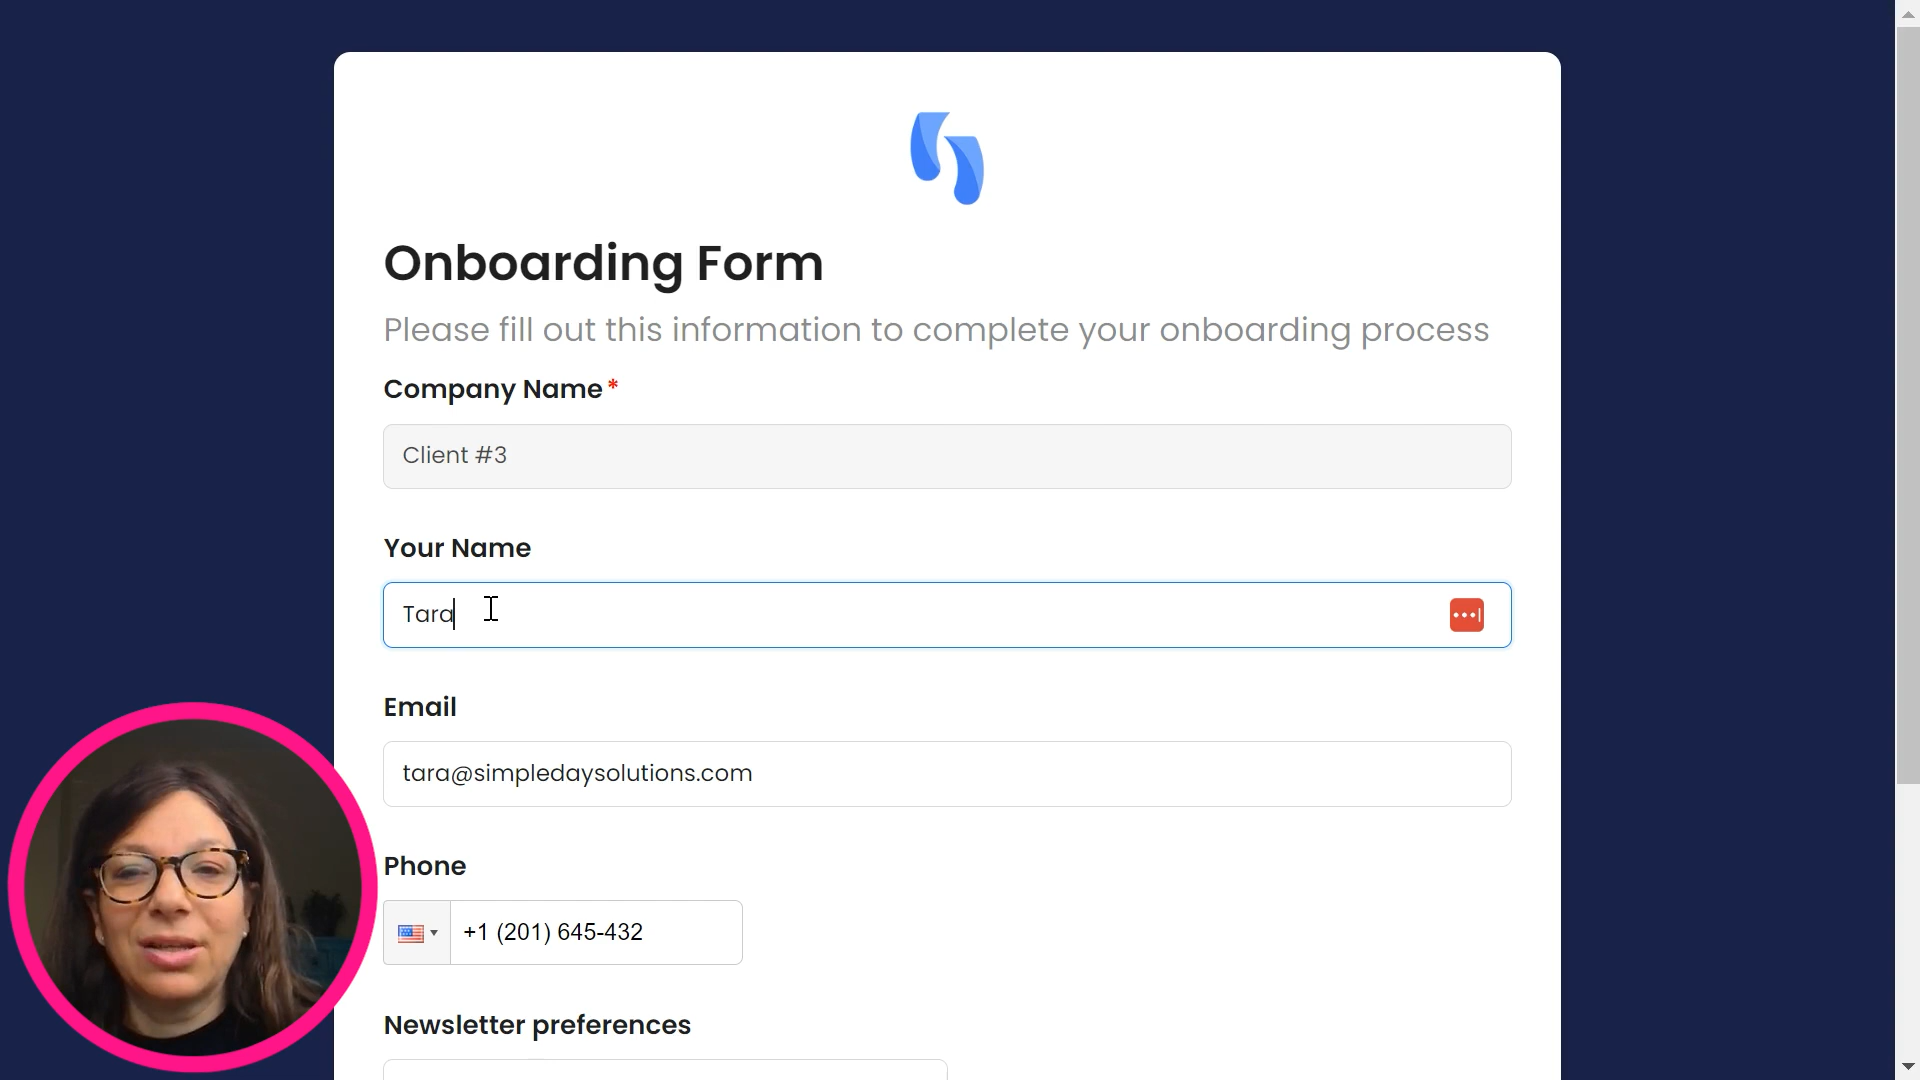 Onboarding Form
Please fill out this information to complete your onboarding process
Company Name*
Client #3
Your Name
Tara
Email
tara@simpledaysolutions.com
Phone
+1 (201) 645-432
Newsletter preferences